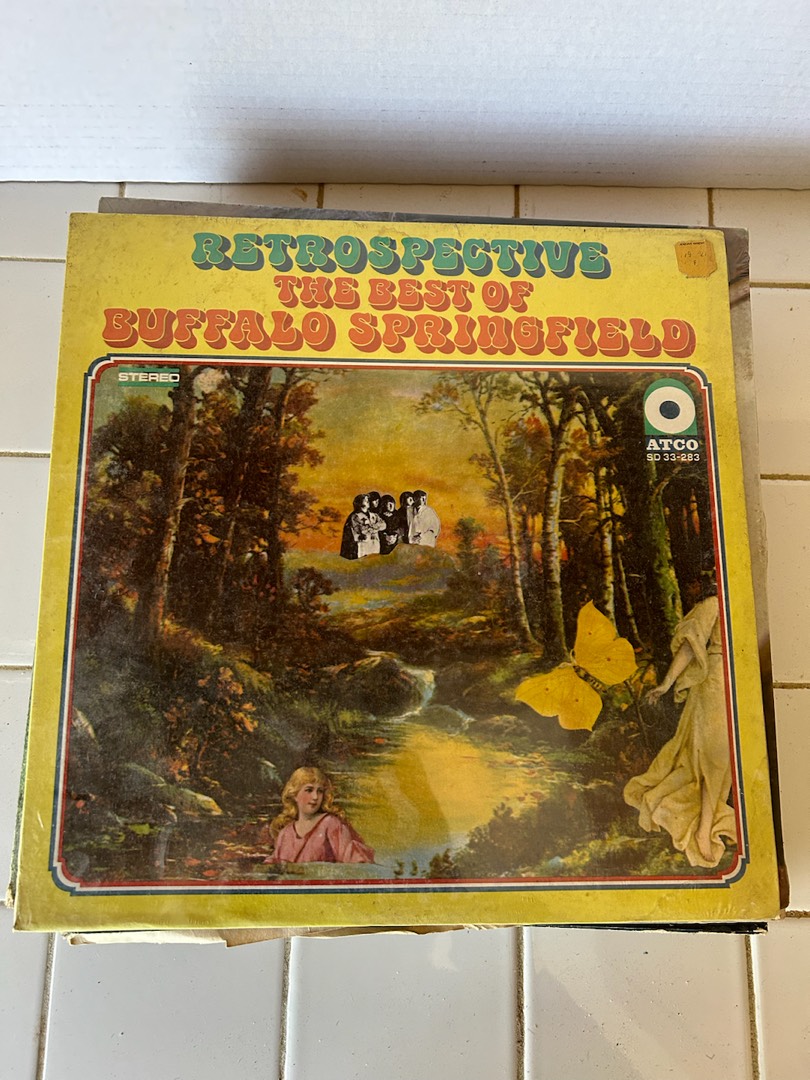 RETROSPECTIVE
THE BEST OF
BUFFALO SPRINGFIELD
STEREO
ATCO
SD 33-283